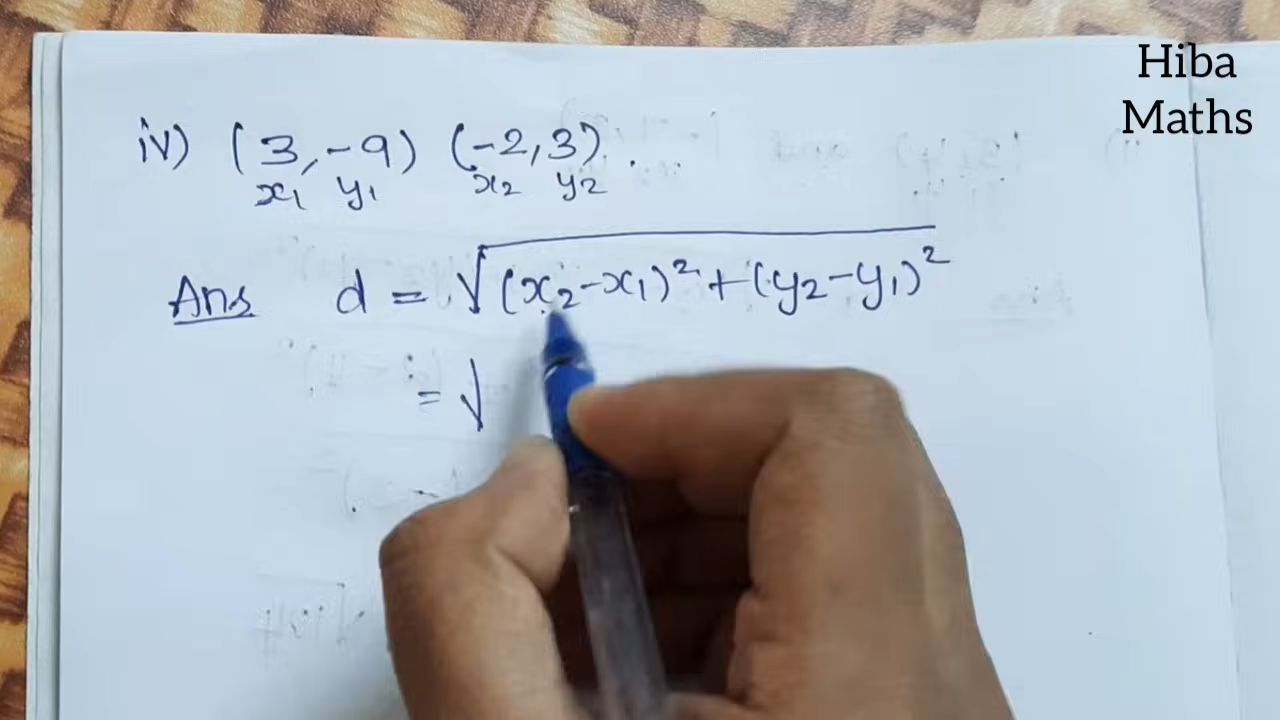 Hiba
Maths
iv) (3,-9) (-2,3).
x₁ y₁ x₂ y₂
Ans d = √(x₂-x₁)² + (y₂-y₁)²
= √